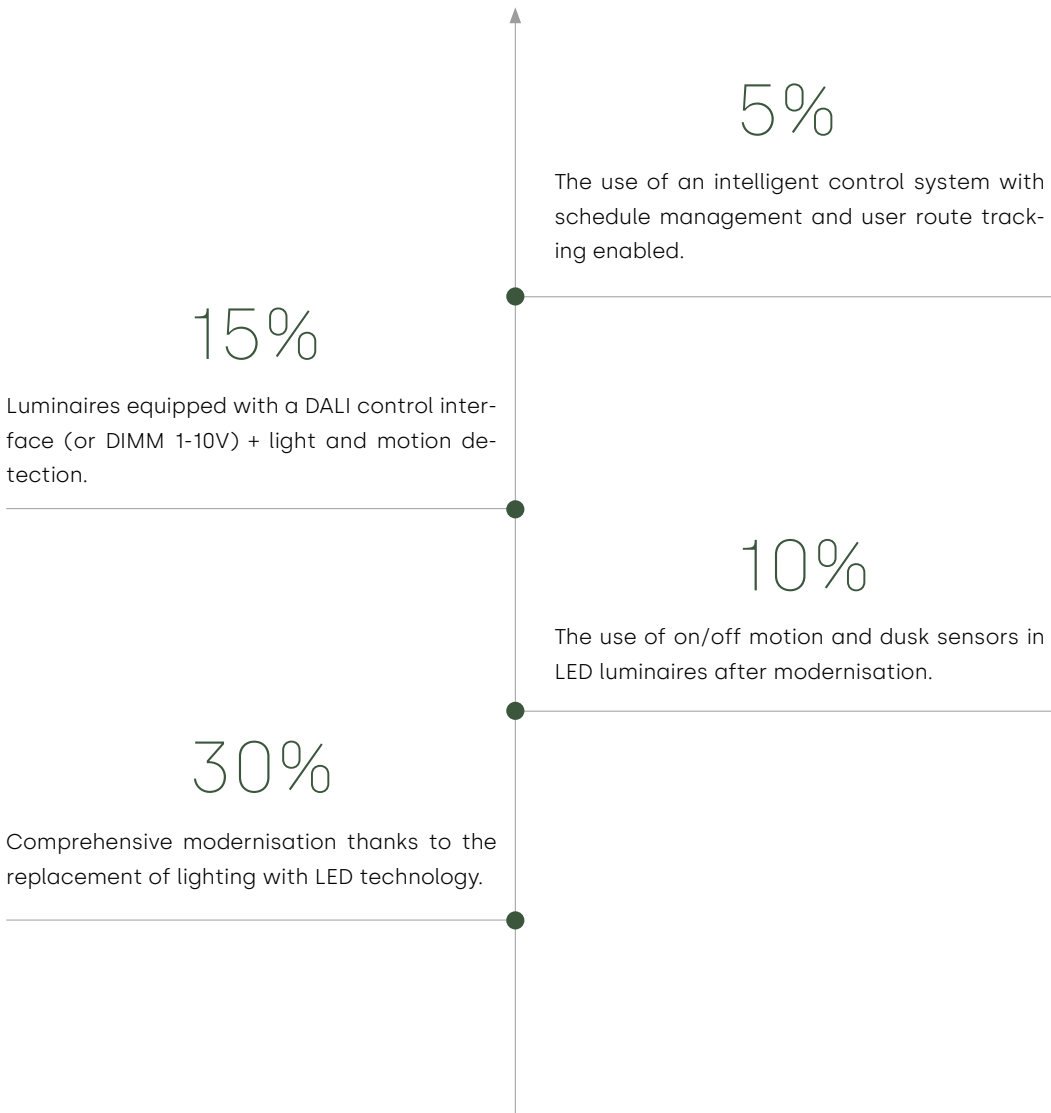 5%
The use of an intelligent control system with
schedule management and user route track-
ing enabled.
15%
Luminaires equipped with a DALI control inter-
face (or DIMM 1-10V) + light and motion de-
tection.
10%
The use of on/off motion and dusk sensors in
LED luminaires after modernisation.
30%
Comprehensive modernisation thanks to the
replacement of lighting with LED technology.